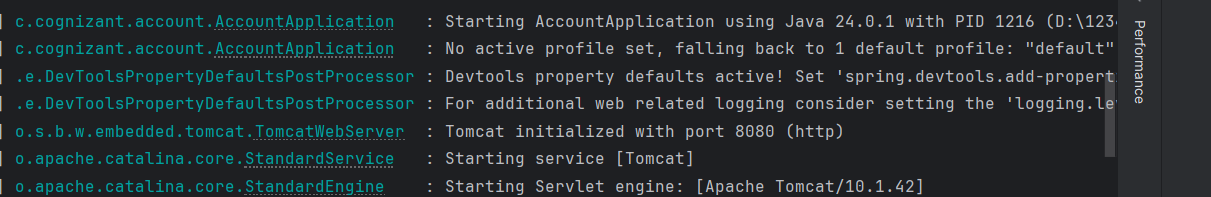 c.cognizant.account.AccountApplication : Starting AccountApplication using Java 24.0.1 with PID 1216 (D:\123
c.cognizant.account.AccountApplication : No active profile set, falling back to 1 default profile: "default"
.e.DevToolsPropertyDefaultsPostProcessor : Devtools property defaults active! Set 'spring.devtools.add-propert
.e.DevToolsPropertyDefaultsPostProcessor : For additional web related logging consider setting the 'logging.le
o.s.b.w.embedded.tomcat.TomcatWebServer : Tomcat initialized with port 8080 (http)
o.apache.catalina.core.StandardService : Starting service [Tomcat]
o.apache.catalina.core.StandardEngine : Starting Servlet engine: [Apache Tomcat/10.1.42]
Performance